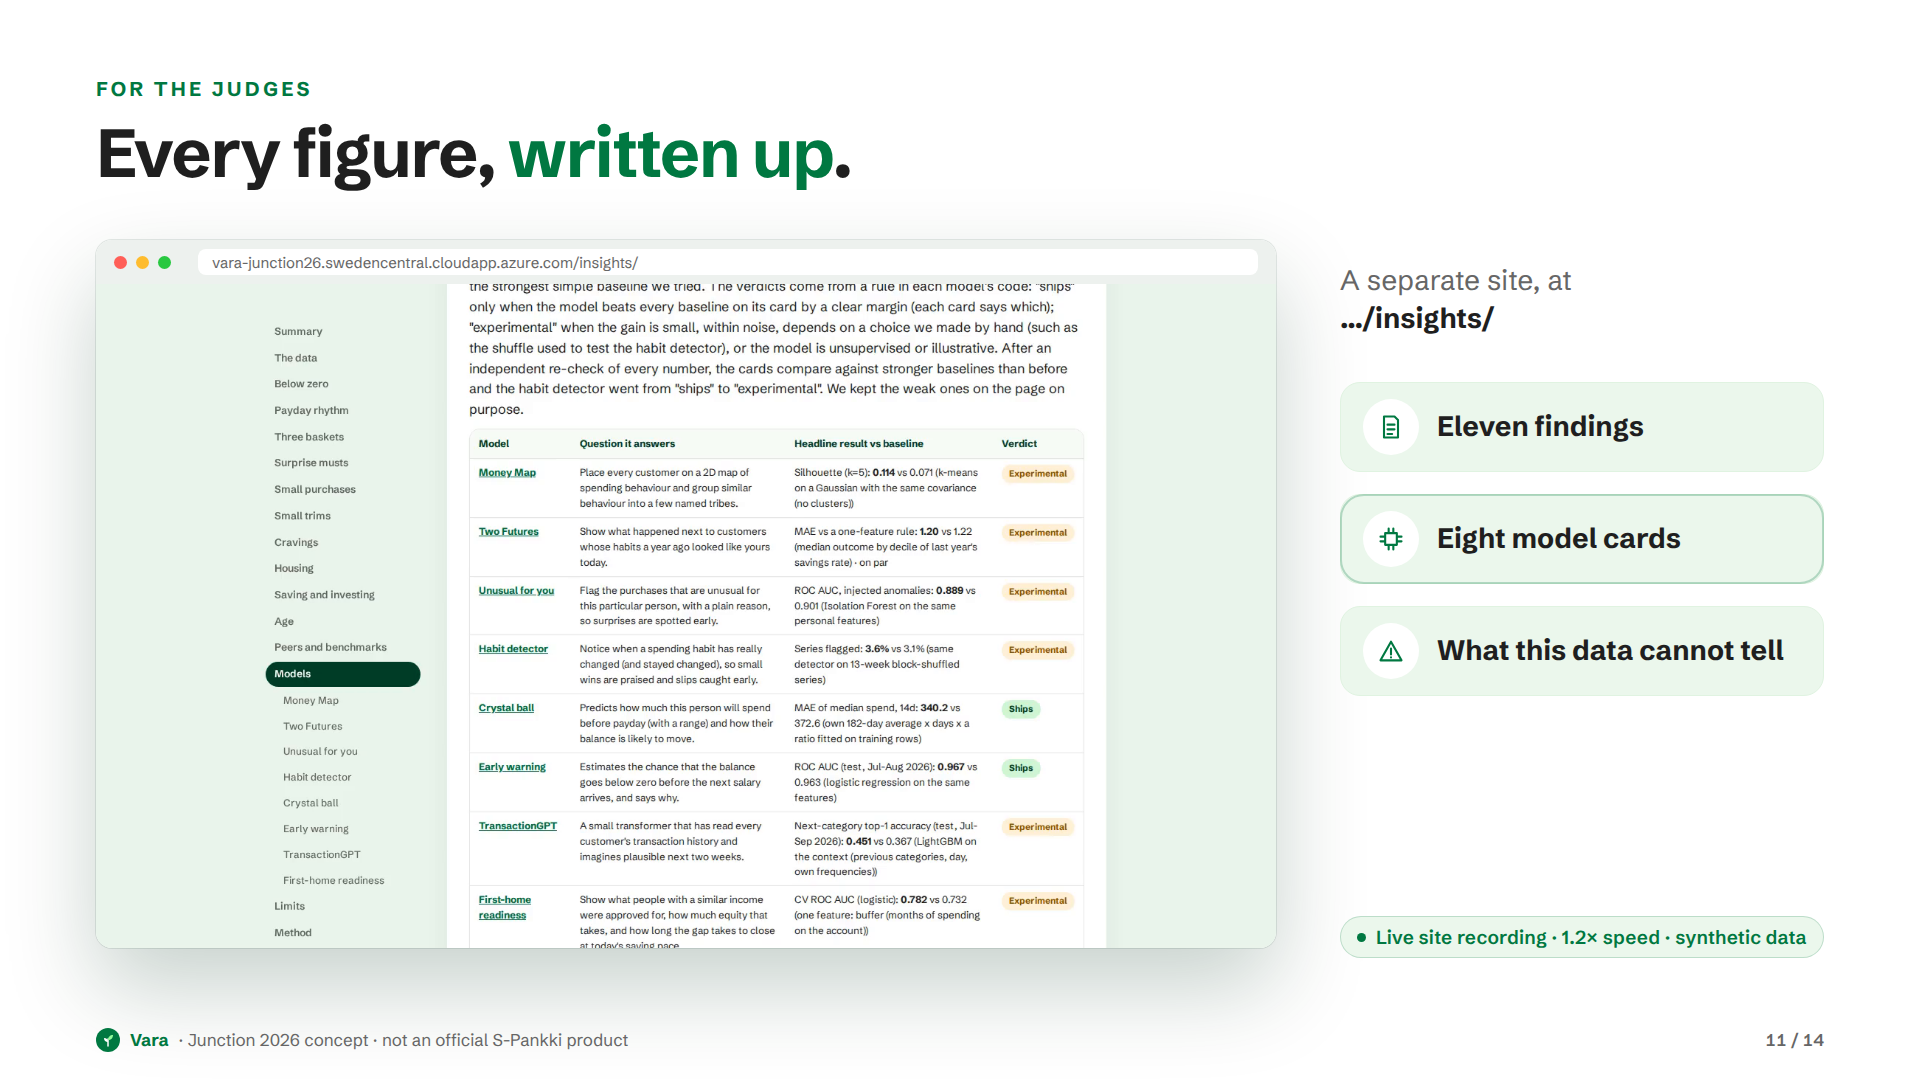 FOR THE JUDGES
Every figure, written up.
vara-junction26.swedencentral.cloudapp.azure.com/insights/
Summary
The data
Below zero
Payday rhythm
Three baskets
Surprise musts
Small purchases
Small trims
Cravings
Housing
Saving and investing
Age
Peers and benchmarks
Models
Money Map
Two Futures
Unusual for you
Habit detector
Crystal ball
Early warning
TransactionGPT
First-home readiness
Limits
Method
the strongest simple baseline we tried. The verdicts come from a rule in each model's code: "ships"
only when the model beats every baseline on its card by a clear margin (each card says which);
"experimental" when the gain is small, within noise, depends on a choice we made by hand (such as
the shuffle used to test the habit detector), or the model is unsupervised or illustrative. After an
independent re-check of every number, the cards compare against stronger baselines than before
and the habit detector went from "ships" to "experimental". We kept the weak ones on the page on
purpose.
Model Question it answers Headline result vs baseline Verdict
Money Map
Place every customer on a 2D map of
spending behaviour and group similar
behaviour into a few named tribes.
Silhouette (k=5): 0.114 vs 0.071 (k-means
on a Gaussian with the same covariance
(no clusters))
Experimental
Two Futures
Show what happened next to customers
whose habits a year ago looked like yours
today.
MAE vs a one-feature rule: 1.20 vs 1.22
(median outcome by decile of last year's
savings rate) · on par
Experimental
Unusual for you
Flag the purchases that are unusual for
this particular person, with a plain reason,
so surprises are spotted early.
ROC AUC, injected anomalies: 0.889 vs
0.901 (Isolation Forest on the same
personal features)
Experimental
Habit detector
Notice when a spending habit has really
changed (and stayed changed), so small
wins are praised and slips caught early.
Series flagged: 3.6% vs 3.1% (same
detector on 13-week block-shuffled
series)
Experimental
Crystal ball
Predicts how much this person will spend
before payday (with a range) and how their
balance is likely to move.
MAE of median spend, 14d: 340.2 vs
372.6 (own 182-day average x days x a
ratio fitted on training rows)
Ships
Early warning
Estimates the chance that the balance
goes below zero before the next salary
arrives, and says why.
ROC AUC (test, Jul-Aug 2026): 0.967 vs
0.963 (logistic regression on the same
features)
Ships
TransactionGPT
A small transformer that has read every
customer's transaction history and
imagines plausible next two weeks.
Next-category top-1 accuracy (test, Jul-
Sep 2026): 0.451 vs 0.367 (LightGBM on
the context (previous categories, day,
own frequencies))
Experimental
First-home
readiness
Show what people with a similar income
were approved for, how much equity that
takes, and how long the gap takes to close
at today's saving pace.
CV ROC AUC (logistic): 0.782 vs 0.732
(one feature: buffer (months of spending
on the account))
Experimental
A separate site, at
.../insights/
Eleven findings
Eight model cards
What this data cannot tell
Live site recording · 1.2× speed · synthetic data
Vara · Junction 2026 concept · not an official S-Pankki product
11 / 14